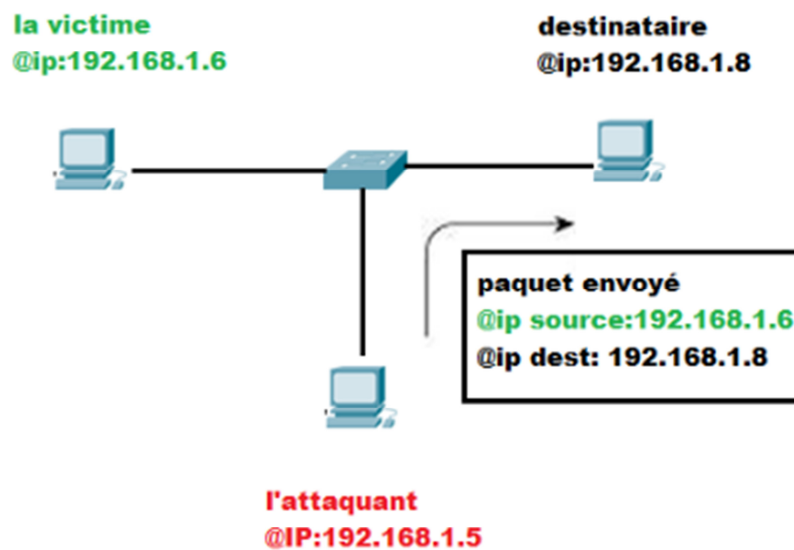 la victime
@ip:192.168.1.6
destinataire
@ip:192.168.1.8
paquet envoyé
@ip source:192.168.1.6
@ip dest: 192.168.1.8
l'attaquant
@IP:192.168.1.5